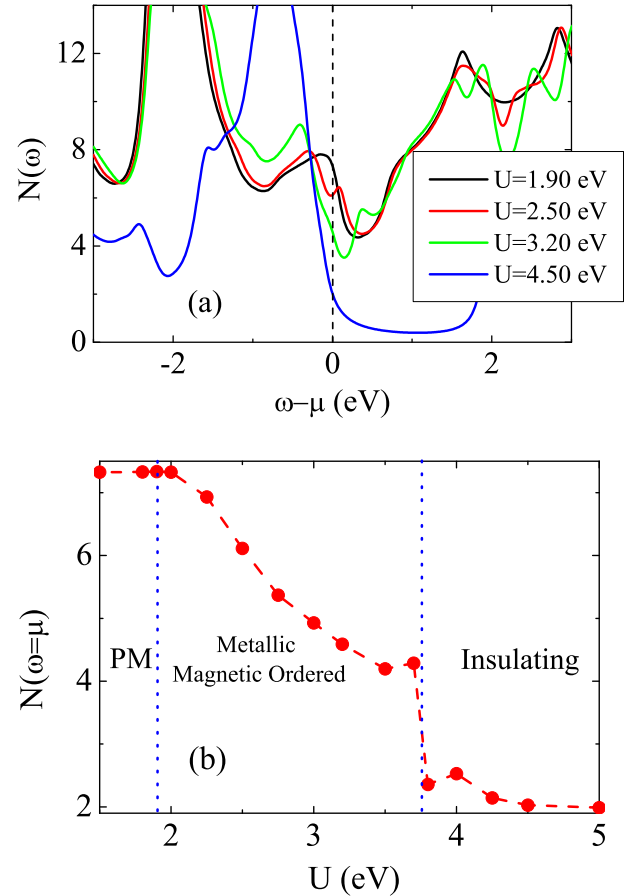 N(ω)
12
8
4
0
(a)
U=1.90 eV
U=2.50 eV
U=3.20 eV
U=4.50 eV
-2
0
2
ω−μ (eV)
N(ω=μ)
6
4
2
PM
Metallic
Magnetic Ordered
Insulating
(b)
2
3
4
5
U (eV)